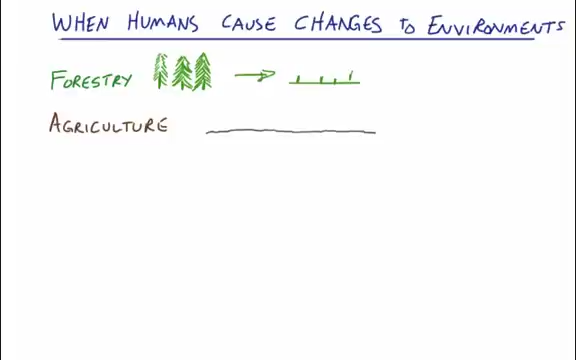 WHEN HUMANS CAUSE CHANGES TO ENVIRONMENTS
FORESTRY
AGRICULTURE